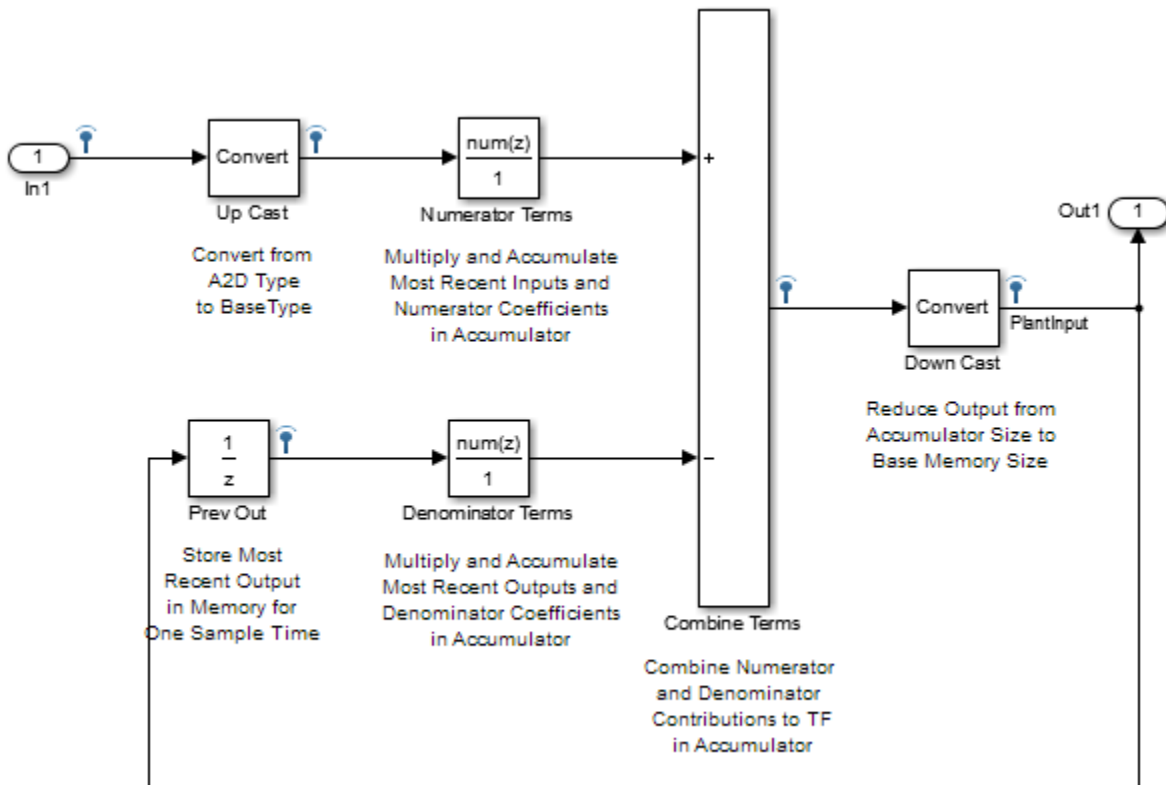 1
In1
Convert
Up Cast
Convert from
A2D Type
to BaseType
num(z)
1
Numerator Terms
Multiply and Accumulate
Most Recent Inputs and
Numerator Coefficients
in Accumulator
+
−
Combine Terms
Combine Numerator
and Denominator
Contributions to TF
in Accumulator
Convert
PlantInput
Down Cast
Reduce Output from
Accumulator Size to
Base Memory Size
Out1
1
1
z
Prev Out
Store Most
Recent Output
in Memory for
One Sample Time
num(z)
1
Denominator Terms
Multiply and Accumulate
Most Recent Outputs and
Denominator Coefficients
in Accumulator